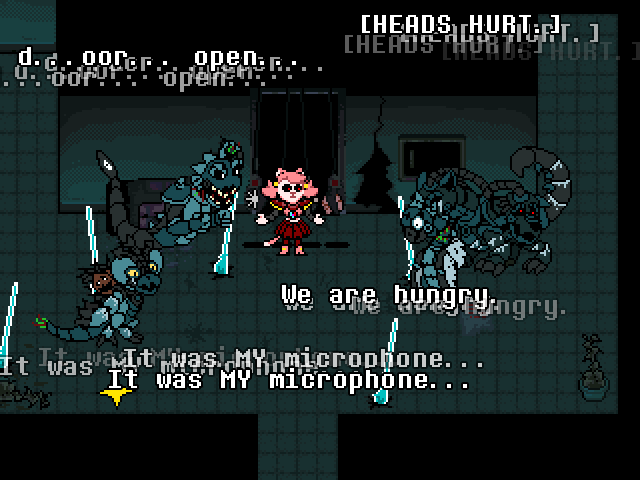 [HEADS HURT.]
d...oor... open...
We are hungry.
It was MY microphone...
It was MY microphone...